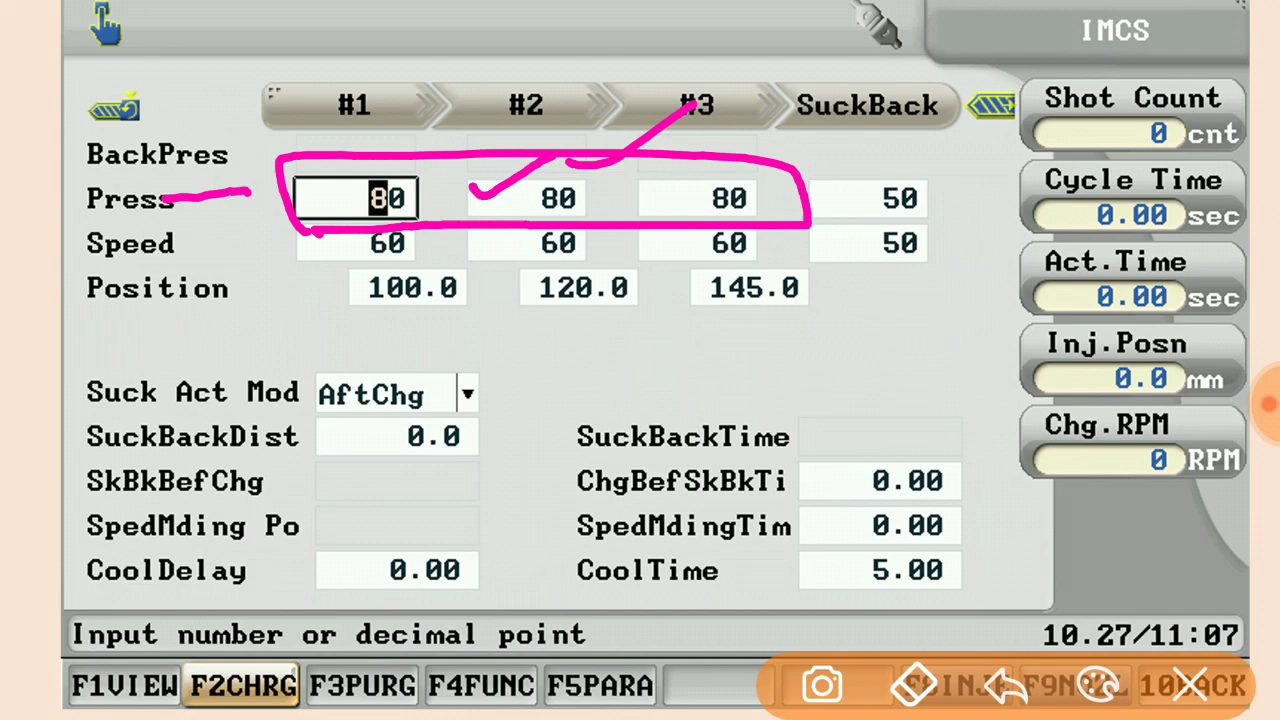 IMCS
#1 #2 #3 SuckBack
Shot Count
0 cnt
BackPres
Press 80 80 80 50
Cycle Time
0.00 sec
Speed 60 60 60 50
Position 100.0 120.0 145.0
Act.Time
0.00 sec
Inj.Posn
0.0 mm
Suck Act Mod AftChg
SuckBackDist 0.0 SuckBackTime
Chg.RPM
0 RPM
SkBkBefChg ChgBefSkBkTi 0.00
SpedMding Po SpedMdingTim 0.00
CoolDelay 0.00 CoolTime 5.00
Input number or decimal point 10.27/11:07
F1VIEW F2CHRG F3PURG F4FUNC F5PARA 10BACK